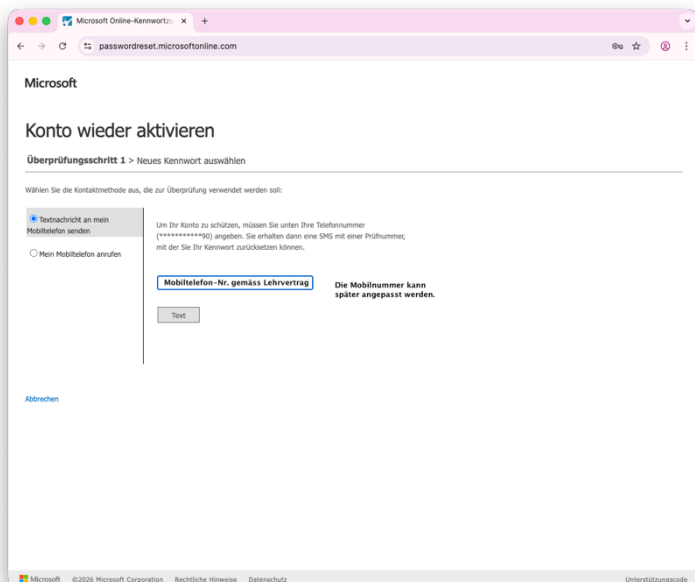 Microsoft Online-Kennwortzu
passwordreset.microsoftonline.com
Microsoft
Konto wieder aktivieren
Überprüfungsschritt 1 > Neues Kennwort auswählen
Wählen Sie die Kontaktmethode aus, die zur Überprüfung verwendet werden soll:
Textnachricht an mein
Mobiltelefon senden
Mein Mobiltelefon anrufen
Um Ihr Konto zu schützen, müssen Sie unten Ihre Telefonnummer
(***********90) angeben. Sie erhalten dann eine SMS mit einer Prüfnummer,
mit der Sie Ihr Kennwort zurücksetzen können.
Mobiltelefon-Nr. gemäss Lehrvertrag
Die Mobilnummer kann
später angepasst werden.
Text
Abbrechen
Microsoft ©2026 Microsoft Corporation Rechtliche Hinweise Datenschutz Unterstützungscode